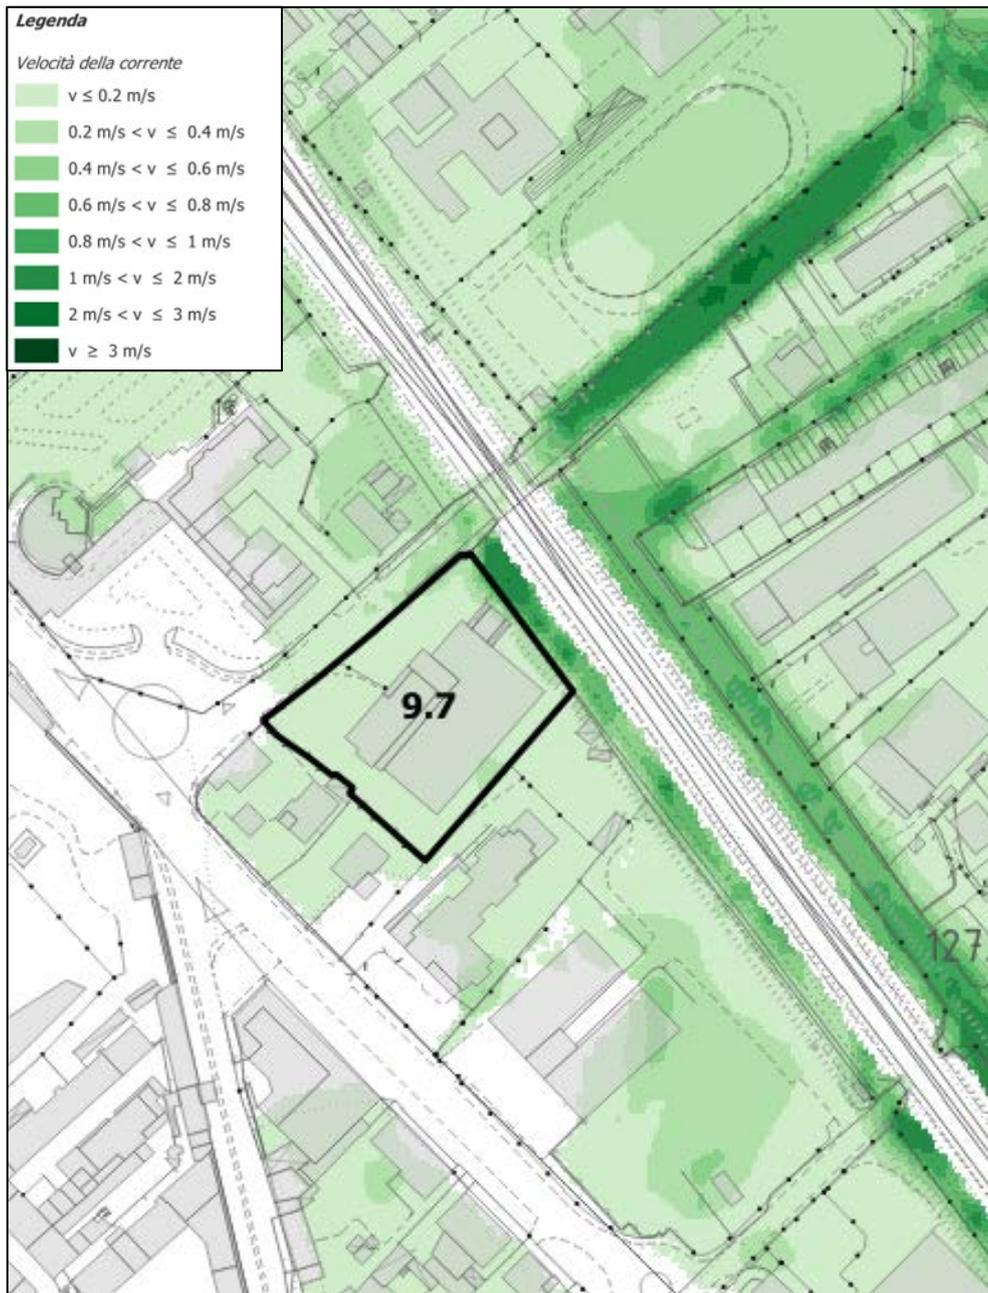 Legenda
Velocità della corrente
v ≤ 0.2 m/s
0.2 m/s < v ≤ 0.4 m/s
0.4 m/s < v ≤ 0.6 m/s
0.6 m/s < v ≤ 0.8 m/s
0.8 m/s < v ≤ 1 m/s
1 m/s < v ≤ 2 m/s
2 m/s < v ≤ 3 m/s
v ≥ 3 m/s
9.7
127